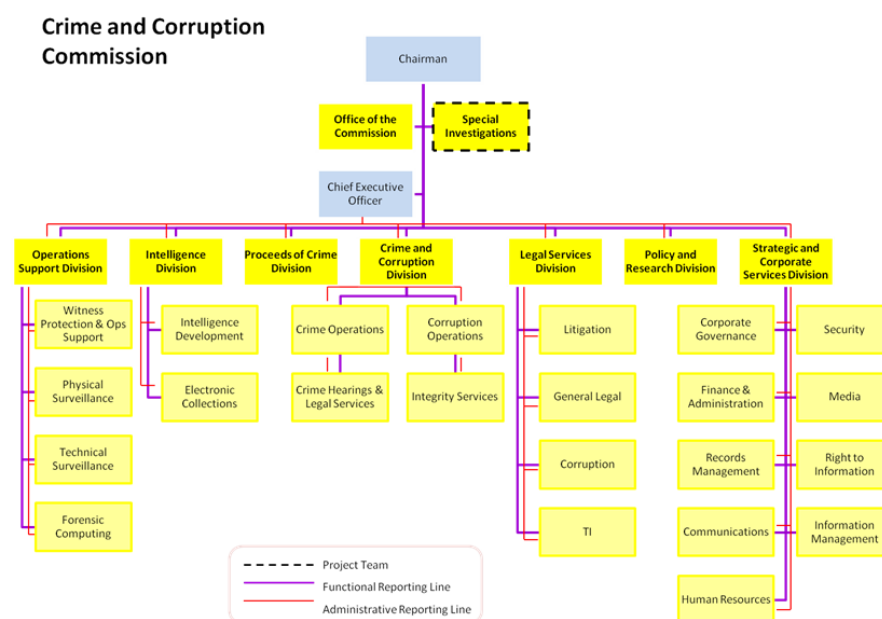 Crime and Corruption
Commission
Chairman
Office of the
Commission
Special
Investigations
Chief Executive
Officer
Operations
Support Division
Intelligence
Division
Proceeds of Crime
Division
Crime and
Corruption
Division
Legal Services
Division
Policy and
Research Division
Strategic and
Corporate
Services Division
Witness
Protection & Ops
Support
Physical
Surveillance
Technical
Surveillance
Forensic
Computing
Intelligence
Development
Electronic
Collections
Crime Operations
Crime Hearings &
Legal Services
Corruption
Operations
Integrity Services
Litigation
General Legal
Corruption
TI
Corporate
Governance
Finance &
Administration
Records
Management
Communications
Human Resources
Security
Media
Right to
Information
Information
Management
Project Team
Functional Reporting Line
Administrative Reporting Line